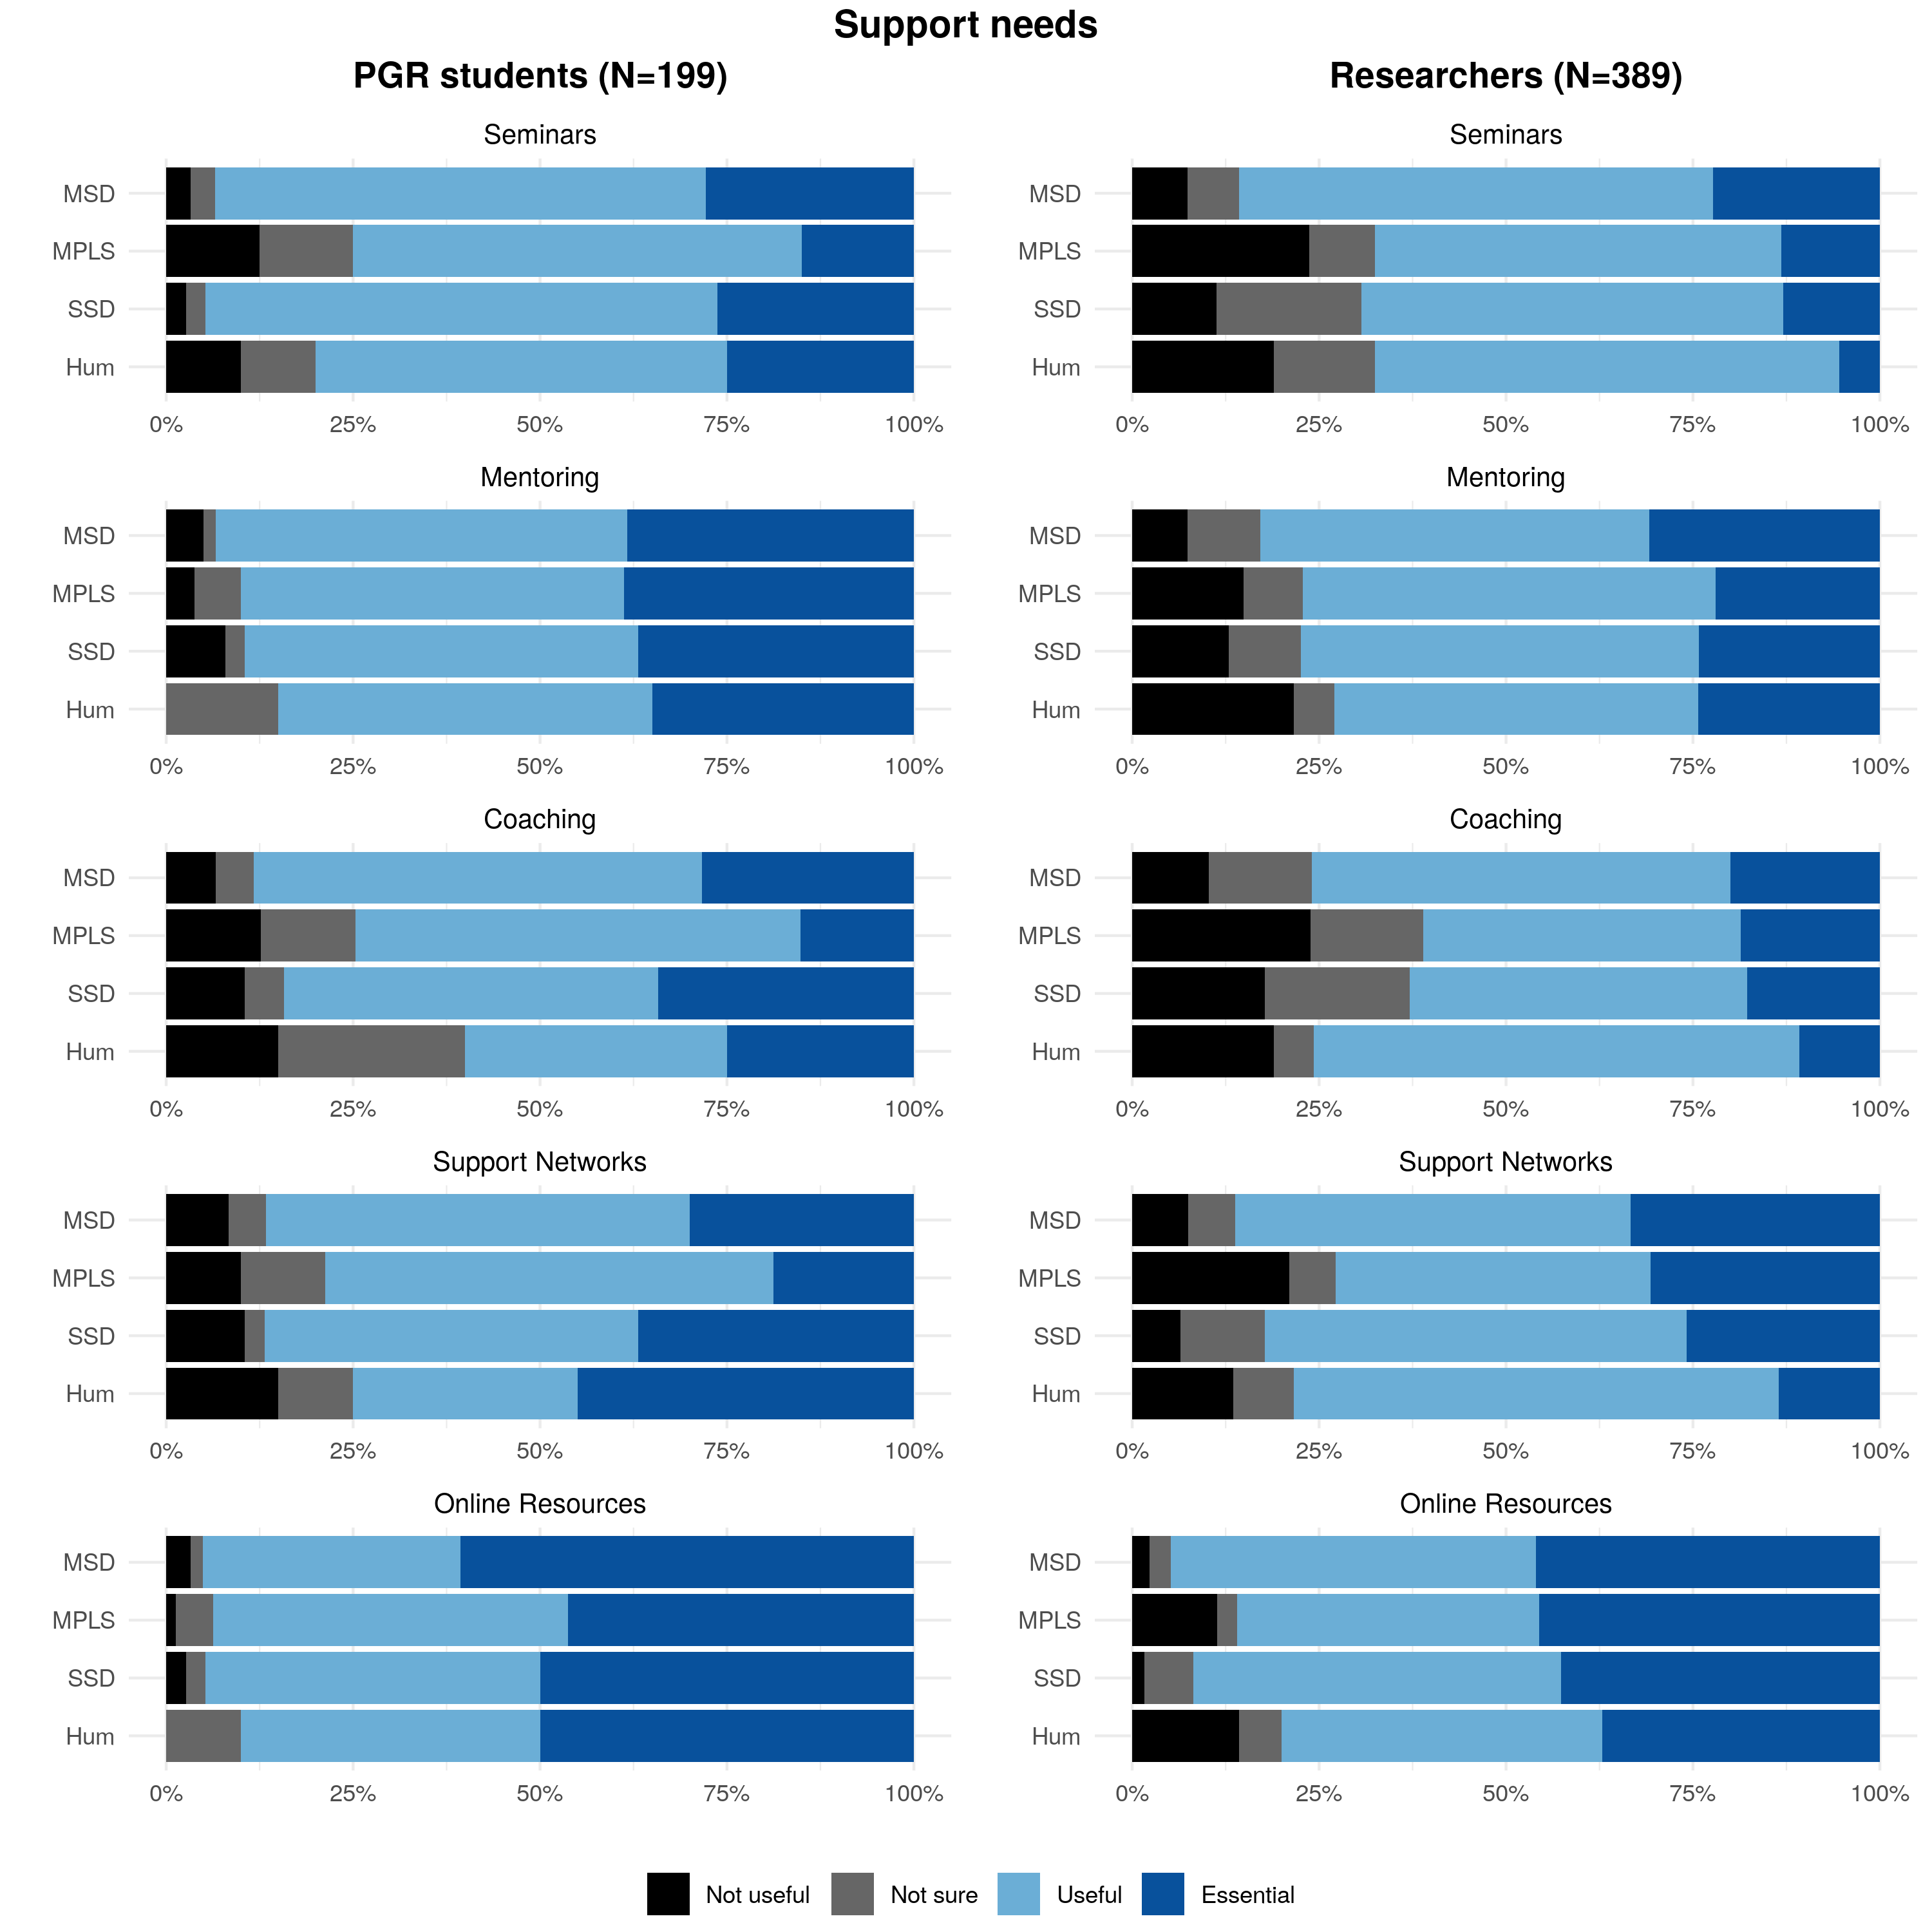 Support needs
PGR students (N=199)
Researchers (N=389)
Seminars
MSD
MPLS
SSD
Hum
0% 25% 50% 75% 100%
Seminars
MSD
MPLS
SSD
Hum
0% 25% 50% 75% 100%
Mentoring
MSD
MPLS
SSD
Hum
0% 25% 50% 75% 100%
Mentoring
MSD
MPLS
SSD
Hum
0% 25% 50% 75% 100%
Coaching
MSD
MPLS
SSD
Hum
0% 25% 50% 75% 100%
Coaching
MSD
MPLS
SSD
Hum
0% 25% 50% 75% 100%
Support Networks
MSD
MPLS
SSD
Hum
0% 25% 50% 75% 100%
Support Networks
MSD
MPLS
SSD
Hum
0% 25% 50% 75% 100%
Online Resources
MSD
MPLS
SSD
Hum
0% 25% 50% 75% 100%
Online Resources
MSD
MPLS
SSD
Hum
0% 25% 50% 75% 100%
Not useful Not sure Useful Essential